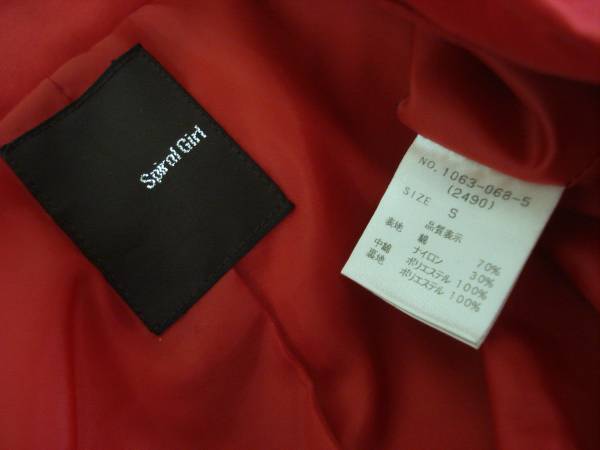 Spiral Girl
NO. 1063-068-5
(2490)
SIZE S
品質表示
表地 綿 70%
ナイロン 30%
中綿 ポリエステル 100%
裏地 ポリエステル 100%